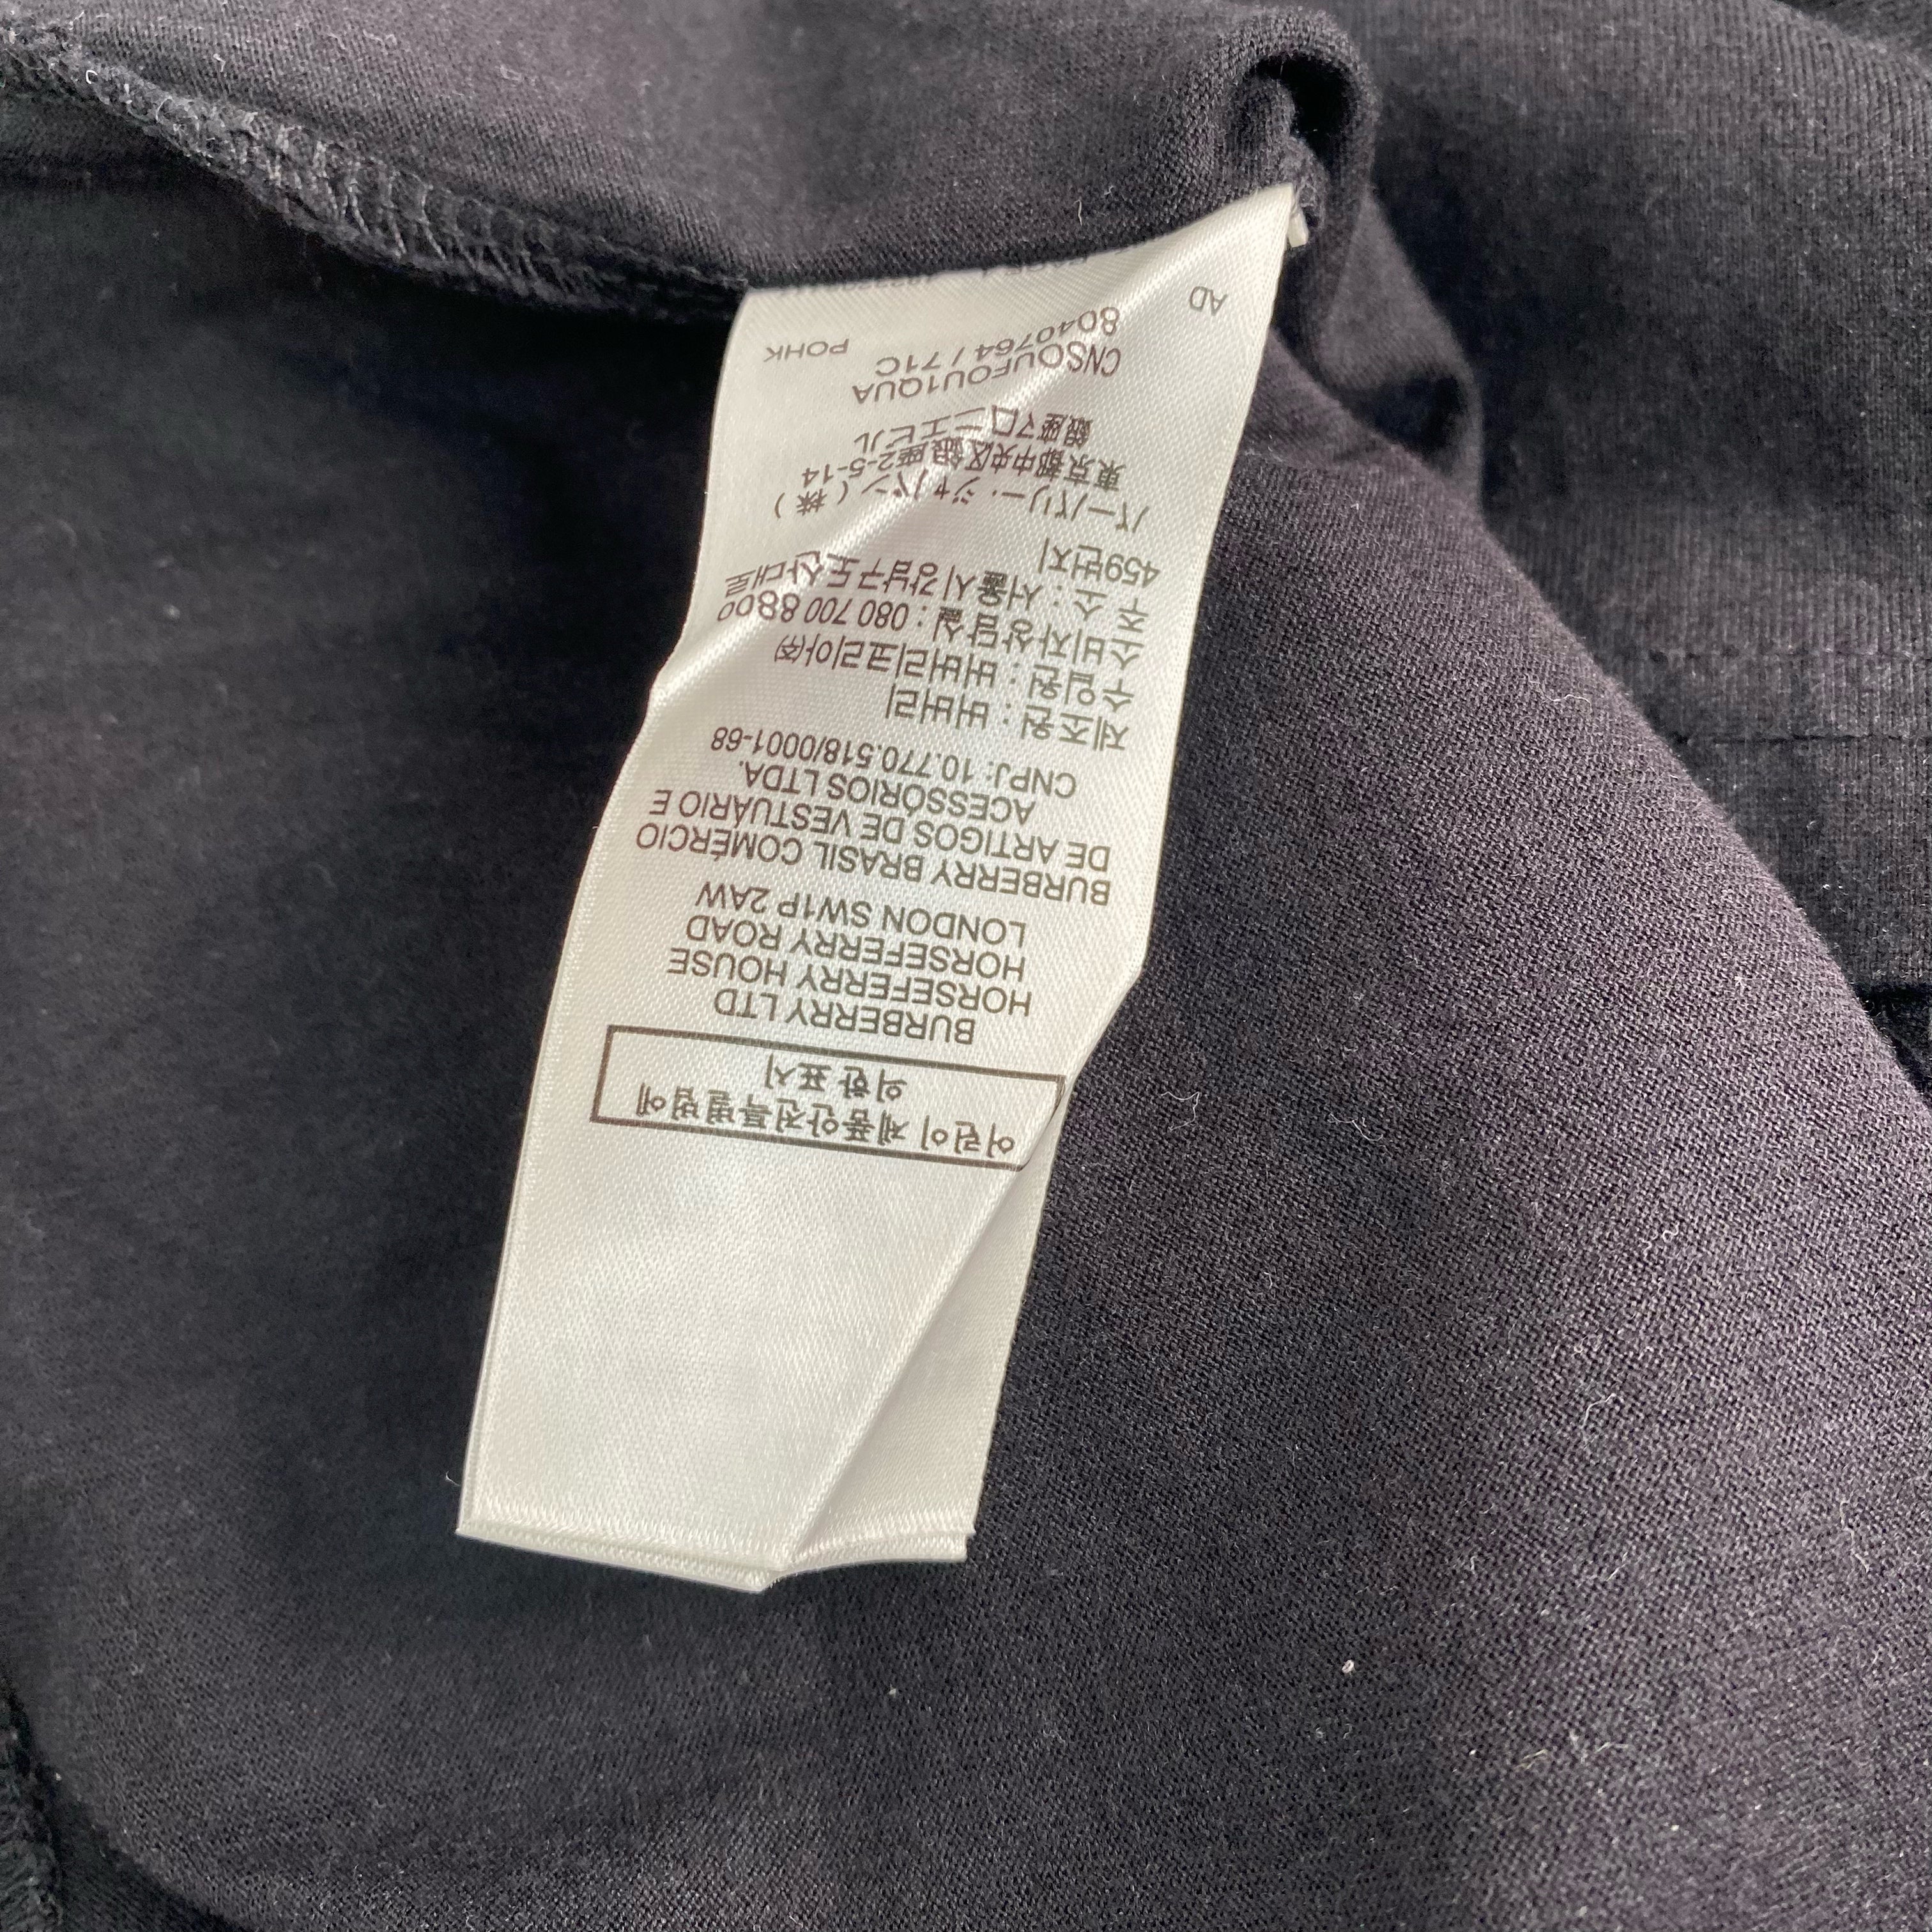 어린이 제품안전특별법에
의한 표시
BURBERRY LTD
HORSEFERRY HOUSE
HORSEFERRY ROAD
LONDON SW1P 2AW
BURBERRY BRASIL COMÉRCIO
DE ARTIGOS DE VESTUÁRIO E
ACESSÓRIOS LTDA.
CNPJ: 10.770.518/0001-68
제조원 : 버버리
수입원 : 버버리코리아㈜
소비자상담실 : 080 700 8800
주 소 : 서울시 강남구 도산대로
459번지
バーバリー・ジャパン ( 株 )
東京都中央区銀座2-5-14
銀座マロニエビル
CNSOUFOU1QUA
8040764 / 71C
POHK
AD